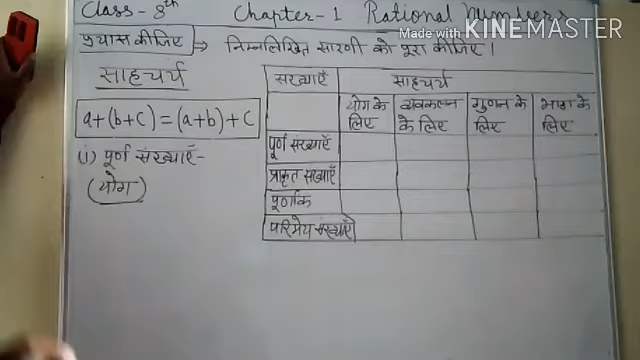 Class - 8th Chapter - 1 Rational Numbers
Made with KINEMASTER
प्रयास कीजिए → निम्नलिखित सारणी को पूरा कीजिए।
साहचर्य
a+(b+c)=(a+b)+c
(i) पूर्ण संख्याएँ-
(योग)
संख्याएँ साहचर्य
योग के लिए व्यवकलन के लिए गुणन के लिए भाग के लिए
पूर्ण संख्याएँ
प्राकृत संख्याएँ
पूर्णांक
परिमेय संख्याएँ